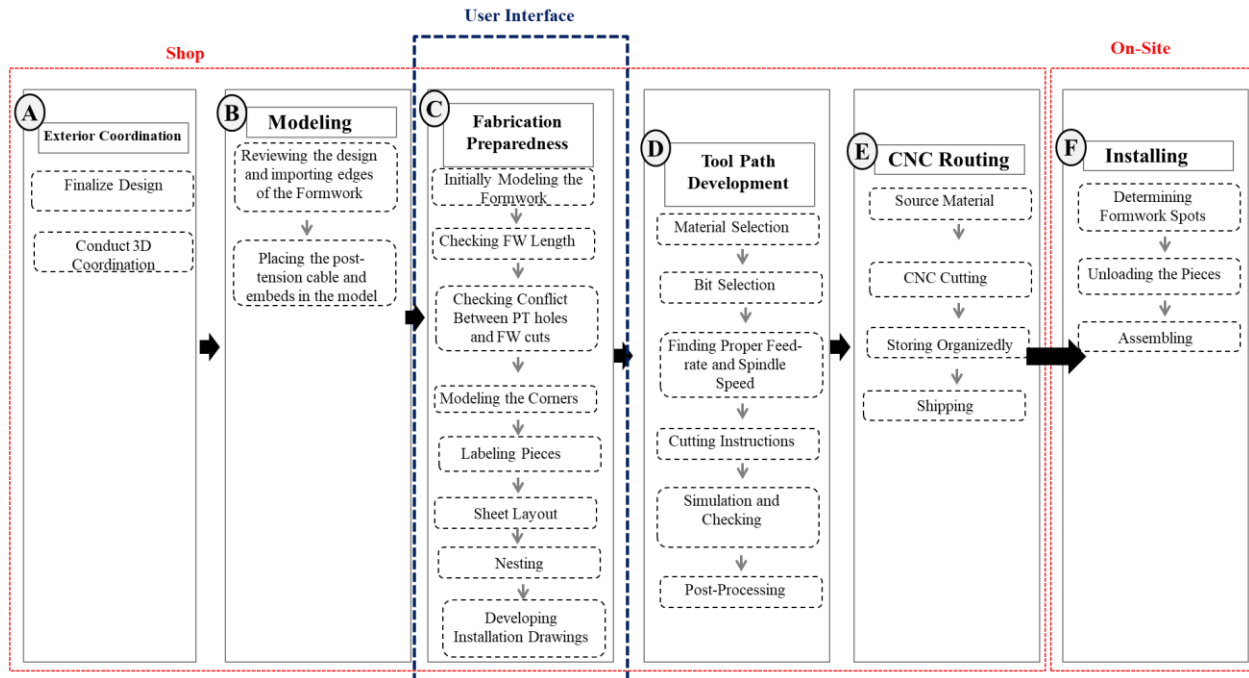 User Interface
Shop
On-Site
A
Exterior Coordination
Finalize Design
Conduct 3D
Coordination
B
Modeling
Reviewing the design
and importing edges
of the Formwork
Placing the post-
tension cable and
embeds in the model
C
Fabrication
Preparedness
Initially Modeling the
Formwork
Checking FW Length
Checking Conflict
Between PT holes
and FW cuts
Modeling the Corners
Labeling Pieces
Sheet Layout
Nesting
Developing
Installation Drawings
D
Tool Path
Development
Material Selection
Bit Selection
Finding Proper Feed-
rate and Spindle
Speed
Cutting Instructions
Simulation and
Checking
Post-Processing
E
CNC Routing
Source Material
CNC Cutting
Storing Organizedly
Shipping
F
Installing
Determining
Formwork Spots
Unloading the Pieces
Assembling